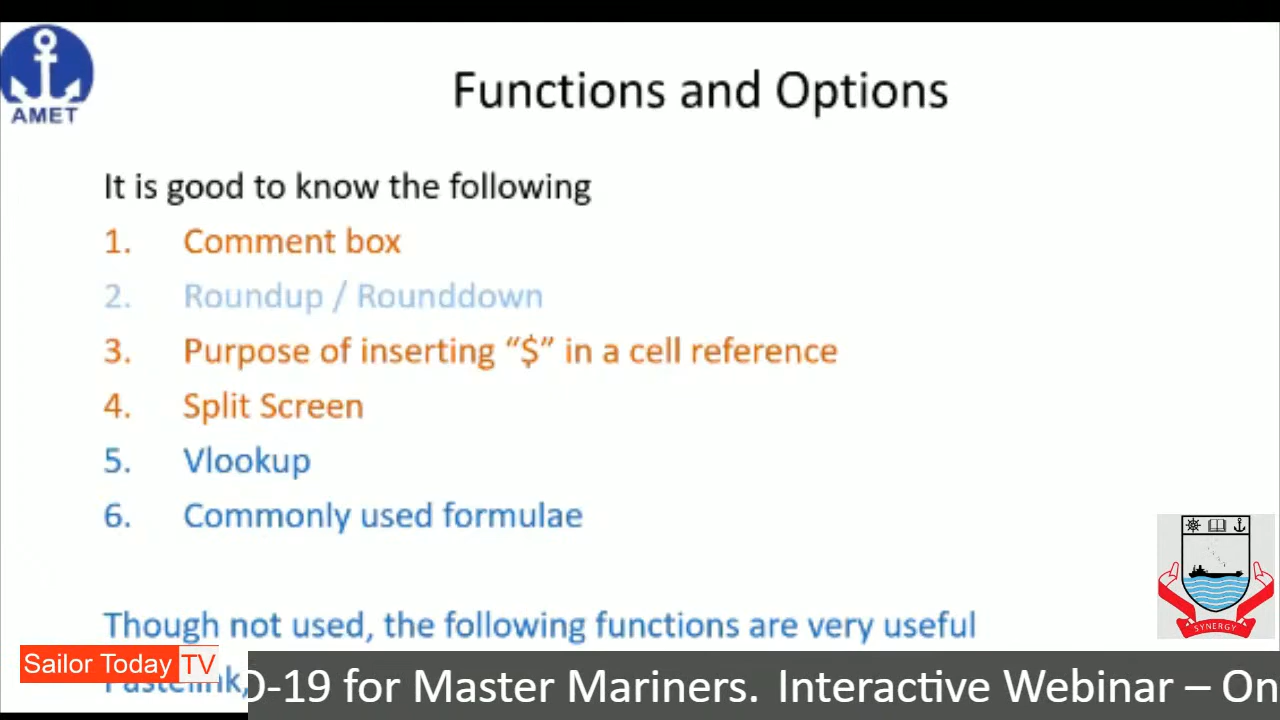 AMET
Functions and Options
It is good to know the following
1. Comment box
2. Roundup / Rounddown
3. Purpose of inserting “$” in a cell reference
4. Split Screen
5. Vlookup
6. Commonly used formulae
SYNERGY
Though not used, the following functions are very useful
Sailor Today TV
D-19 for Master Mariners. Interactive Webinar – On